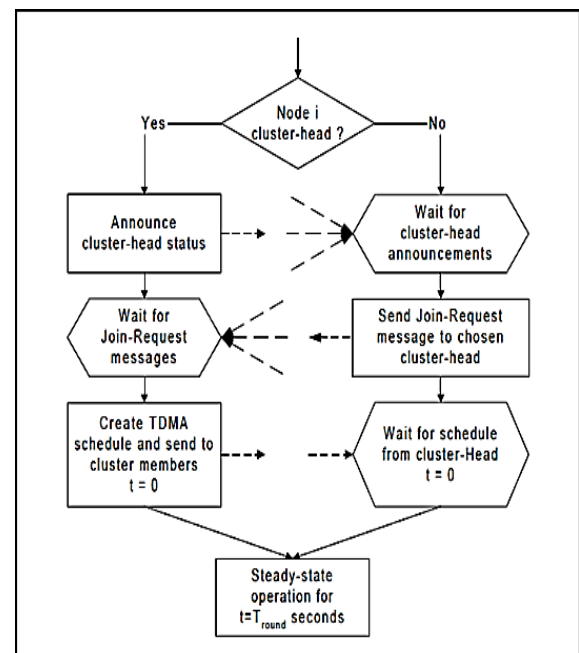 Node i
cluster-head ?
Yes
No
Announce
cluster-head status
Wait for
cluster-head
announcements
Wait for
Join-Request
messages
Send Join-Request
message to chosen
cluster-head
Create TDMA
schedule and send to
cluster members
t = 0
Wait for schedule
from cluster-Head
t = 0
Steady-state
operation for
t=Tround seconds